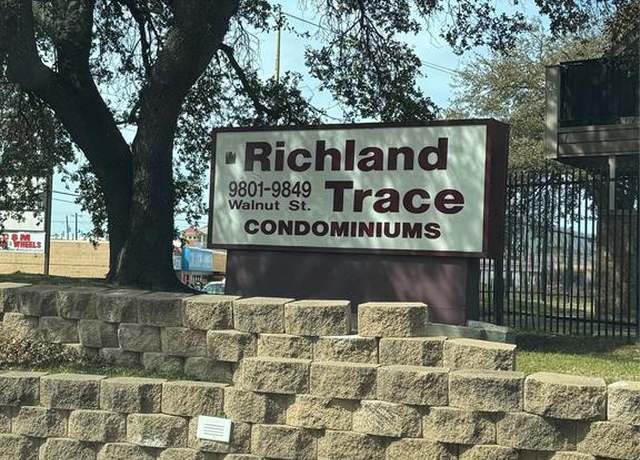 Richland
9801-9849
Walnut St.
Trace
CONDOMINIUMS
& M
WHEELS